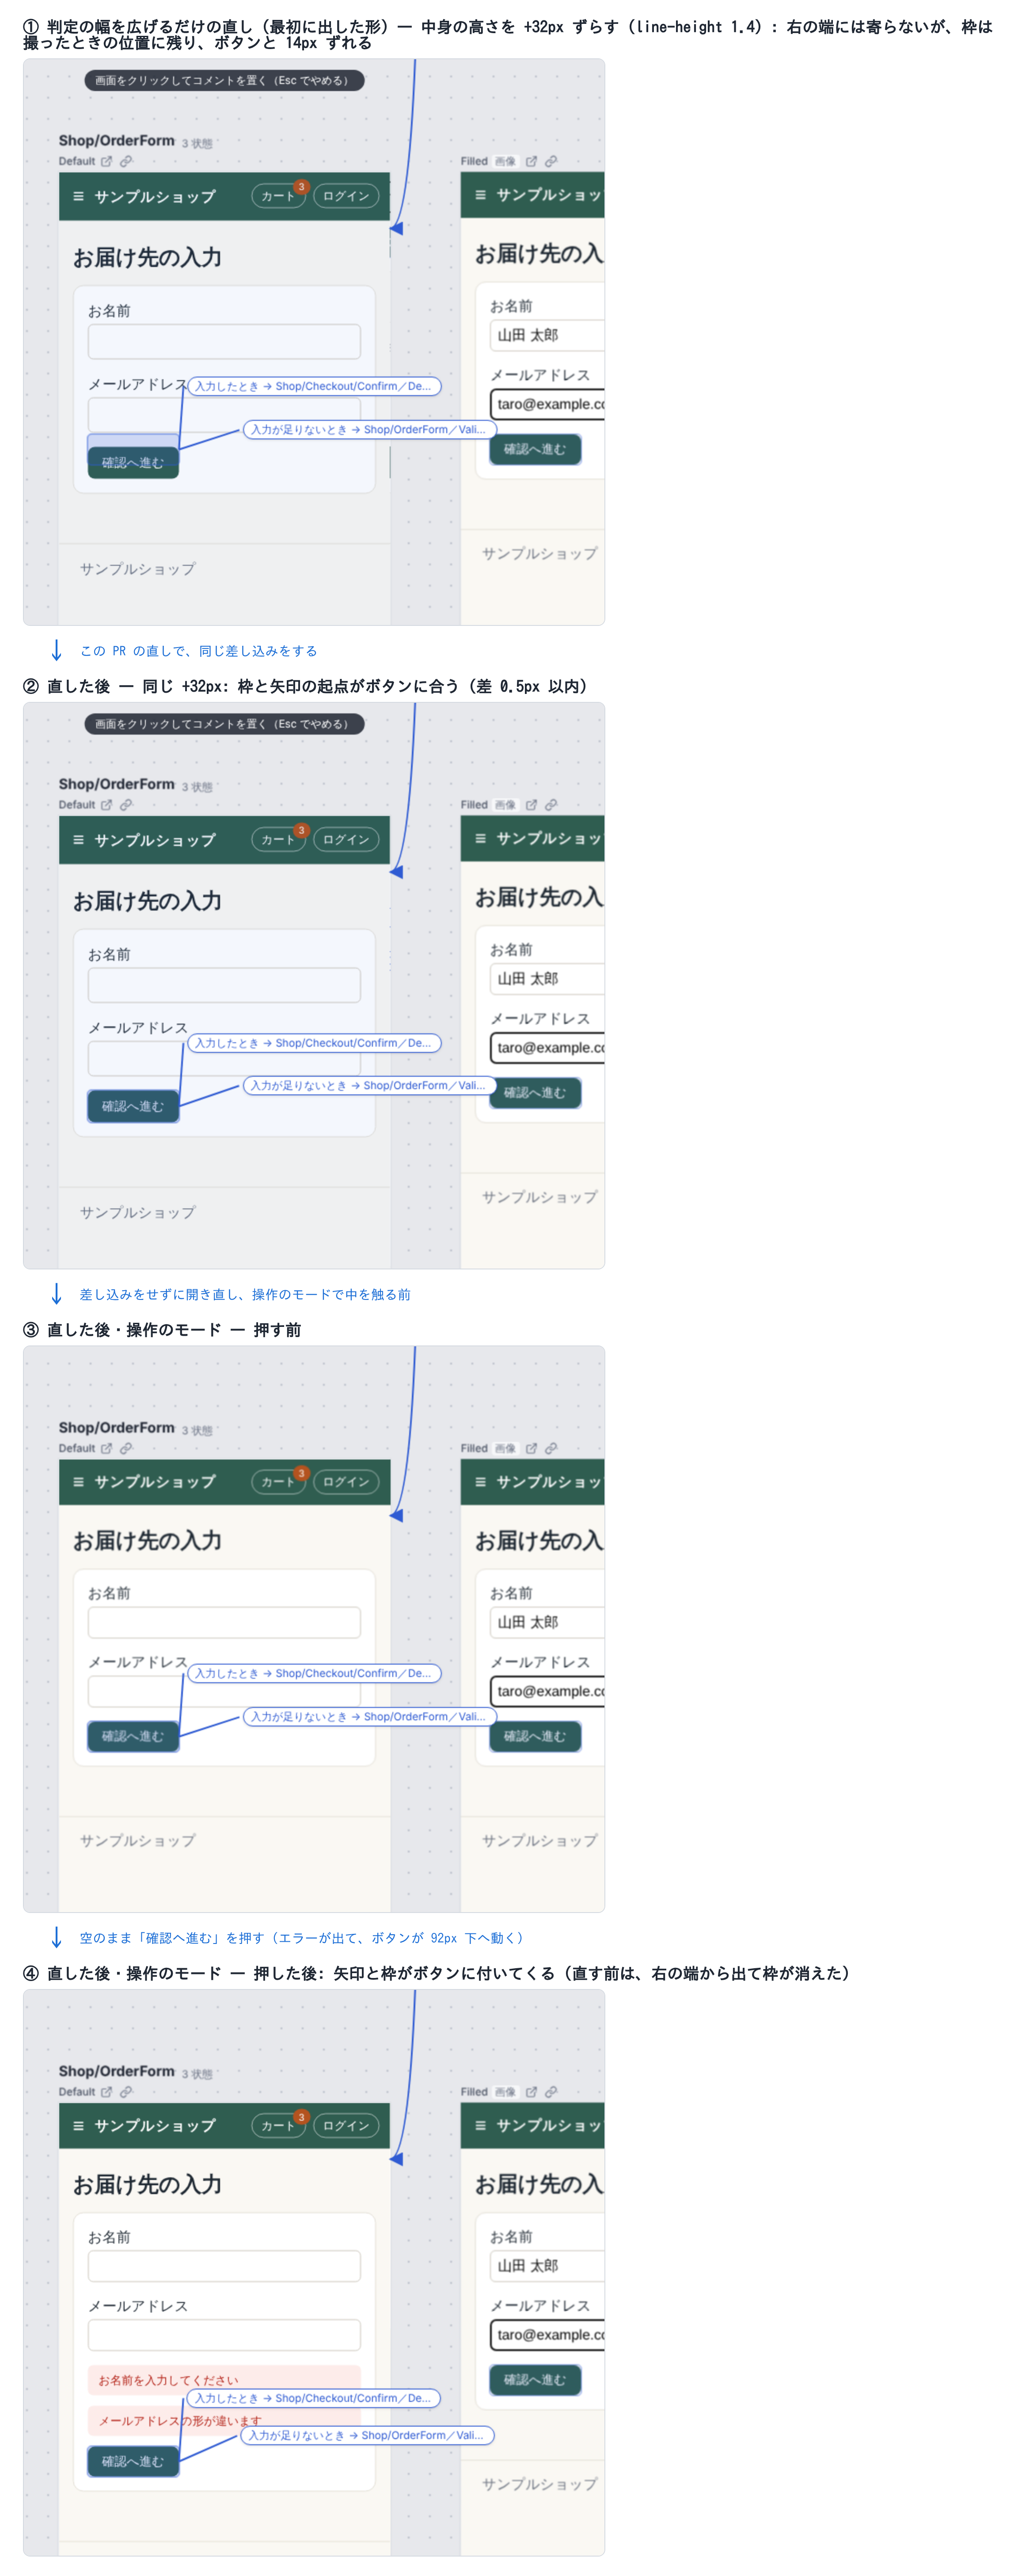 ① 判定の幅を広げるだけの直し（最初に出した形）— 中身の高さを +32px ずらす（line-height 1.4）: 右の端には寄らないが、枠は
撮ったときの位置に残り、ボタンと 14px ずれる
画面をクリックしてコメントを置く（Esc でやめる）
Shop/OrderForm 3 状態
Default
Filled 画像
≡ サンプルショップ カート 3 ログイン
≡ サンプルショッ
お届け先の入力
お届け先の入
お名前
お名前
山田 太郎
メールアドレス
メールアドレス
入力したとき → Shop/Checkout/Confirm／De...
taro@example.co
入力が足りないとき → Shop/OrderForm／Vali...
確認へ進む
確認へ進む
サンプルショップ
サンプルショップ
↓ この PR の直しで、同じ差し込みをする
② 直した後 — 同じ +32px: 枠と矢印の起点がボタンに合う（差 0.5px 以内）
画面をクリックしてコメントを置く（Esc でやめる）
Shop/OrderForm 3 状態
Default
Filled 画像
≡ サンプルショップ カート 3 ログイン
≡ サンプルショッ
お届け先の入力
お届け先の入
お名前
お名前
山田 太郎
メールアドレス
メールアドレス
入力したとき → Shop/Checkout/Confirm／De...
taro@example.co
入力が足りないとき → Shop/OrderForm／Vali...
確認へ進む
確認へ進む
サンプルショップ
サンプルショップ
↓ 差し込みをせずに開き直し、操作のモードで中を触る前
③ 直した後・操作のモード — 押す前
Shop/OrderForm 3 状態
Default
Filled 画像
≡ サンプルショップ カート 3 ログイン
≡ サンプルショッ
お届け先の入力
お届け先の入
お名前
お名前
山田 太郎
メールアドレス
メールアドレス
入力したとき → Shop/Checkout/Confirm／De...
taro@example.co
入力が足りないとき → Shop/OrderForm／Vali...
確認へ進む
確認へ進む
サンプルショップ
サンプルショップ
↓ 空のまま「確認へ進む」を押す（エラーが出て、ボタンが 92px 下へ動く）
④ 直した後・操作のモード — 押した後: 矢印と枠がボタンに付いてくる（直す前は、右の端から出て枠が消えた）
Shop/OrderForm 3 状態
Default
Filled 画像
≡ サンプルショップ カート 3 ログイン
≡ サンプルショッ
お届け先の入力
お届け先の入
お名前
お名前
山田 太郎
メールアドレス
メールアドレス
taro@example.co
お名前を入力してください
確認へ進む
入力したとき → Shop/Checkout/Confirm／De...
メールアドレスの形が違います
入力が足りないとき → Shop/OrderForm／Vali...
確認へ進む
サンプルショップ